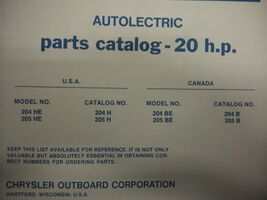 AUTOLECTRIC
parts catalog - 20 h.p.
U.S.A. CANADA
MODEL NO. CATALOG NO. MODEL NO. CATALOG NO.
204 HE 204 H 204 BE 204 B
205 HE 205 H 205 BE 205 B
KEEP THIS LIST AVAILABLE FOR REFERENCE. IT IS NOT ONLY
VALUABLE BUT ABSOLUTELY ESSENTIAL IN OBTAINING COR-
RECT NUMBERS FOR ORDERING PARTS.
CHRYSLER OUTBOARD CORPORATION
HARTFORD, WISCONSIN, U.S.A.